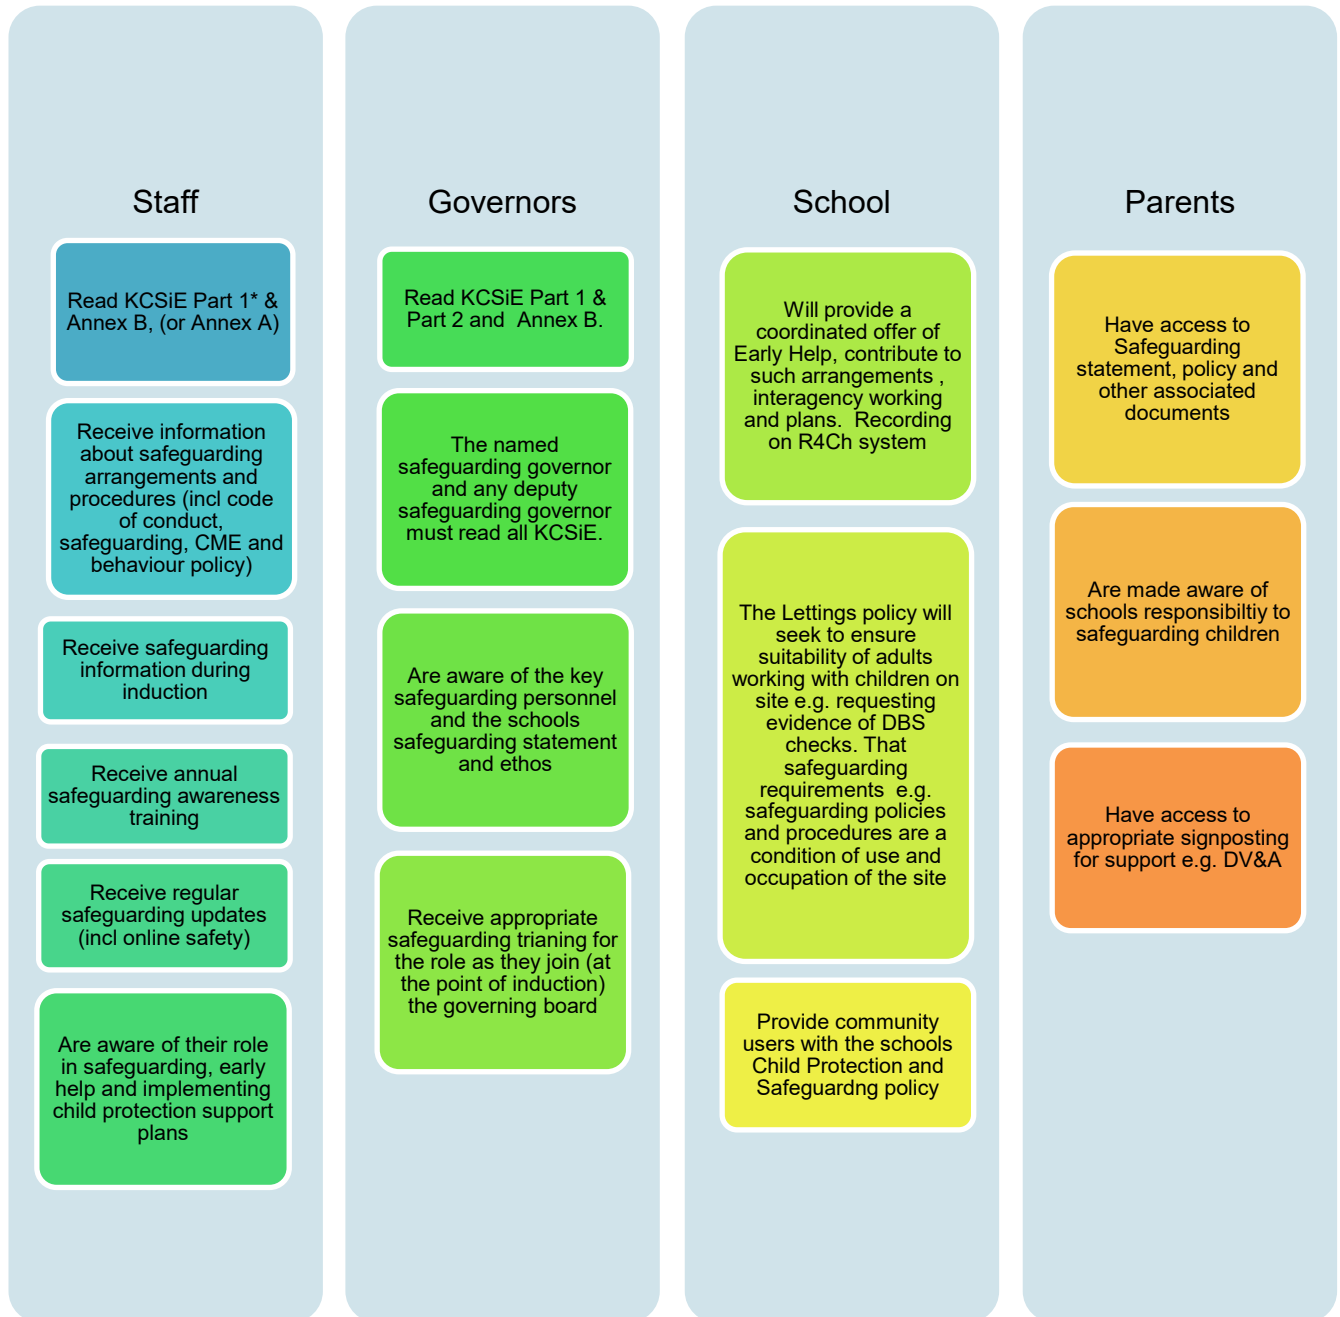 Staff
Read KCSiE Part 1* &
Annex B, (or Annex A)
Receive information
about safeguarding
arrangements and
procedures (incl code
of conduct,
safeguarding, CME and
behaviour policy)
Receive safeguarding
information during
induction
Receive annual
safeguarding awareness
training
Receive regular
safeguarding updates
(incl online safety)
Are aware of their role
in safeguarding, early
help and implementing
child protection support
plans
Governors
Read KCSiE Part 1 &
Part 2 and Annex B.
The named
safeguarding governor
and any deputy
safeguarding governor
must read all KCSiE.
Are aware of the key
safeguarding personnel
and the schools
safeguarding statement
and ethos
Receive appropriate
safeguarding trianing for
the role as they join (at
the point of induction)
the governing board
School
Will provide a
coordinated offer of
Early Help, contribute to
such arrangements ,
interagency working
and plans. Recording
on R4Ch system
The Lettings policy will
seek to ensure
suitability of adults
working with children on
site e.g. requesting
evidence of DBS
checks. That
safeguarding
requirements e.g.
safeguarding policies
and procedures are a
condition of use and
occupation of the site
Provide community
users with the schools
Child Protection and
Safeguardng policy
Parents
Have access to
Safeguarding
statement, policy and
other associated
documents
Are made aware of
schools responsibiltiy to
safeguarding children
Have access to
appropriate signposting
for support e.g. DV&A